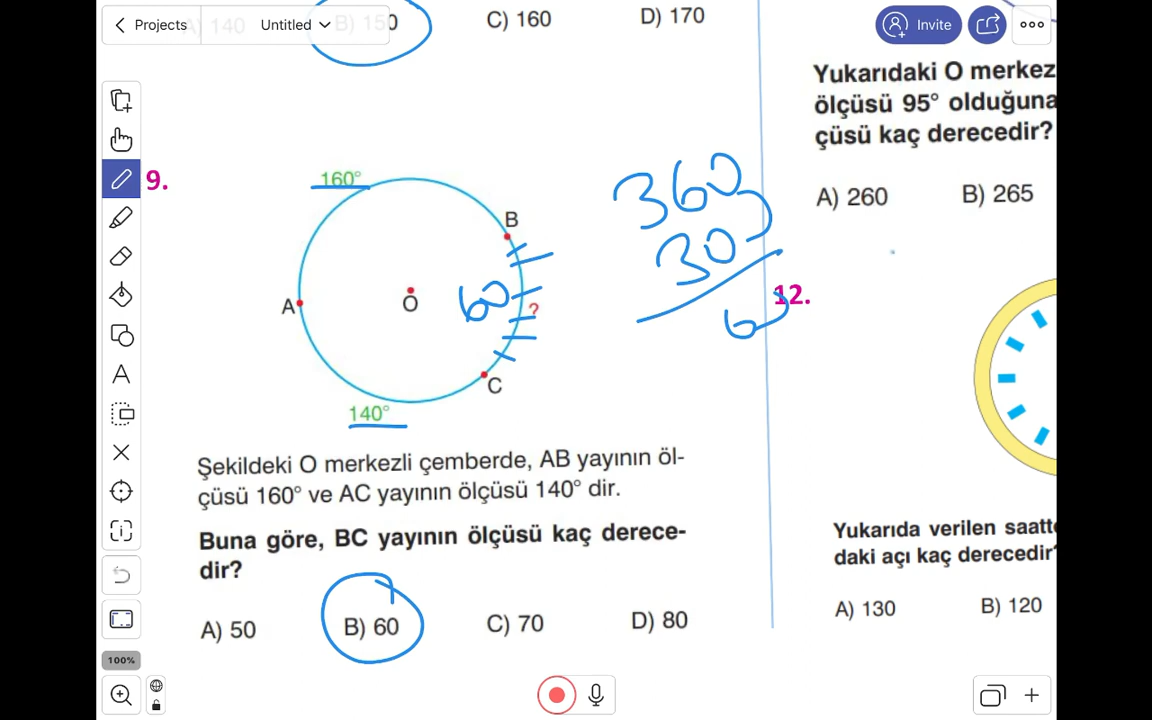 Projects
Untitled
Invite
A) 140
B) 150
C) 160
D) 170
9.
160°
B
A
O
60
?
C
140°
360
30
6
Şekildeki O merkezli çemberde, AB yayının öl-
çüsü 160° ve AC yayının ölçüsü 140° dir.
Buna göre, BC yayının ölçüsü kaç derece-
dir?
A) 50
B) 60
C) 70
D) 80
Yukarıdaki O merkez
ölçüsü 95° olduğuna
çüsü kaç derecedir?
A) 260
B) 265
12.
Yukarıda verilen saatt
daki açı kaç derecedir
A) 130
B) 120
100%